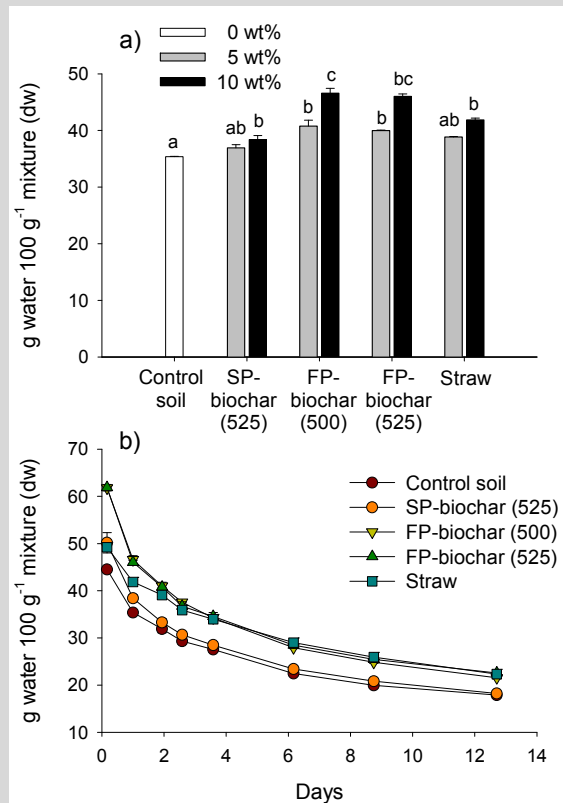 a)
0 wt%
5 wt%
10 wt%
g water 100 g⁻¹ mixture (dw)
50
40
30
20
10
0
a
ab
b
b
c
b
bc
ab
b
Control
soil
SP-
biochar
(525)
FP-
biochar
(500)
FP-
biochar
(525)
Straw
b)
g water 100 g⁻¹ mixture (dw)
70
60
50
40
30
20
10
Control soil
SP-biochar (525)
FP-biochar (500)
FP-biochar (525)
Straw
0 2 4 6 8 10 12 14
Days